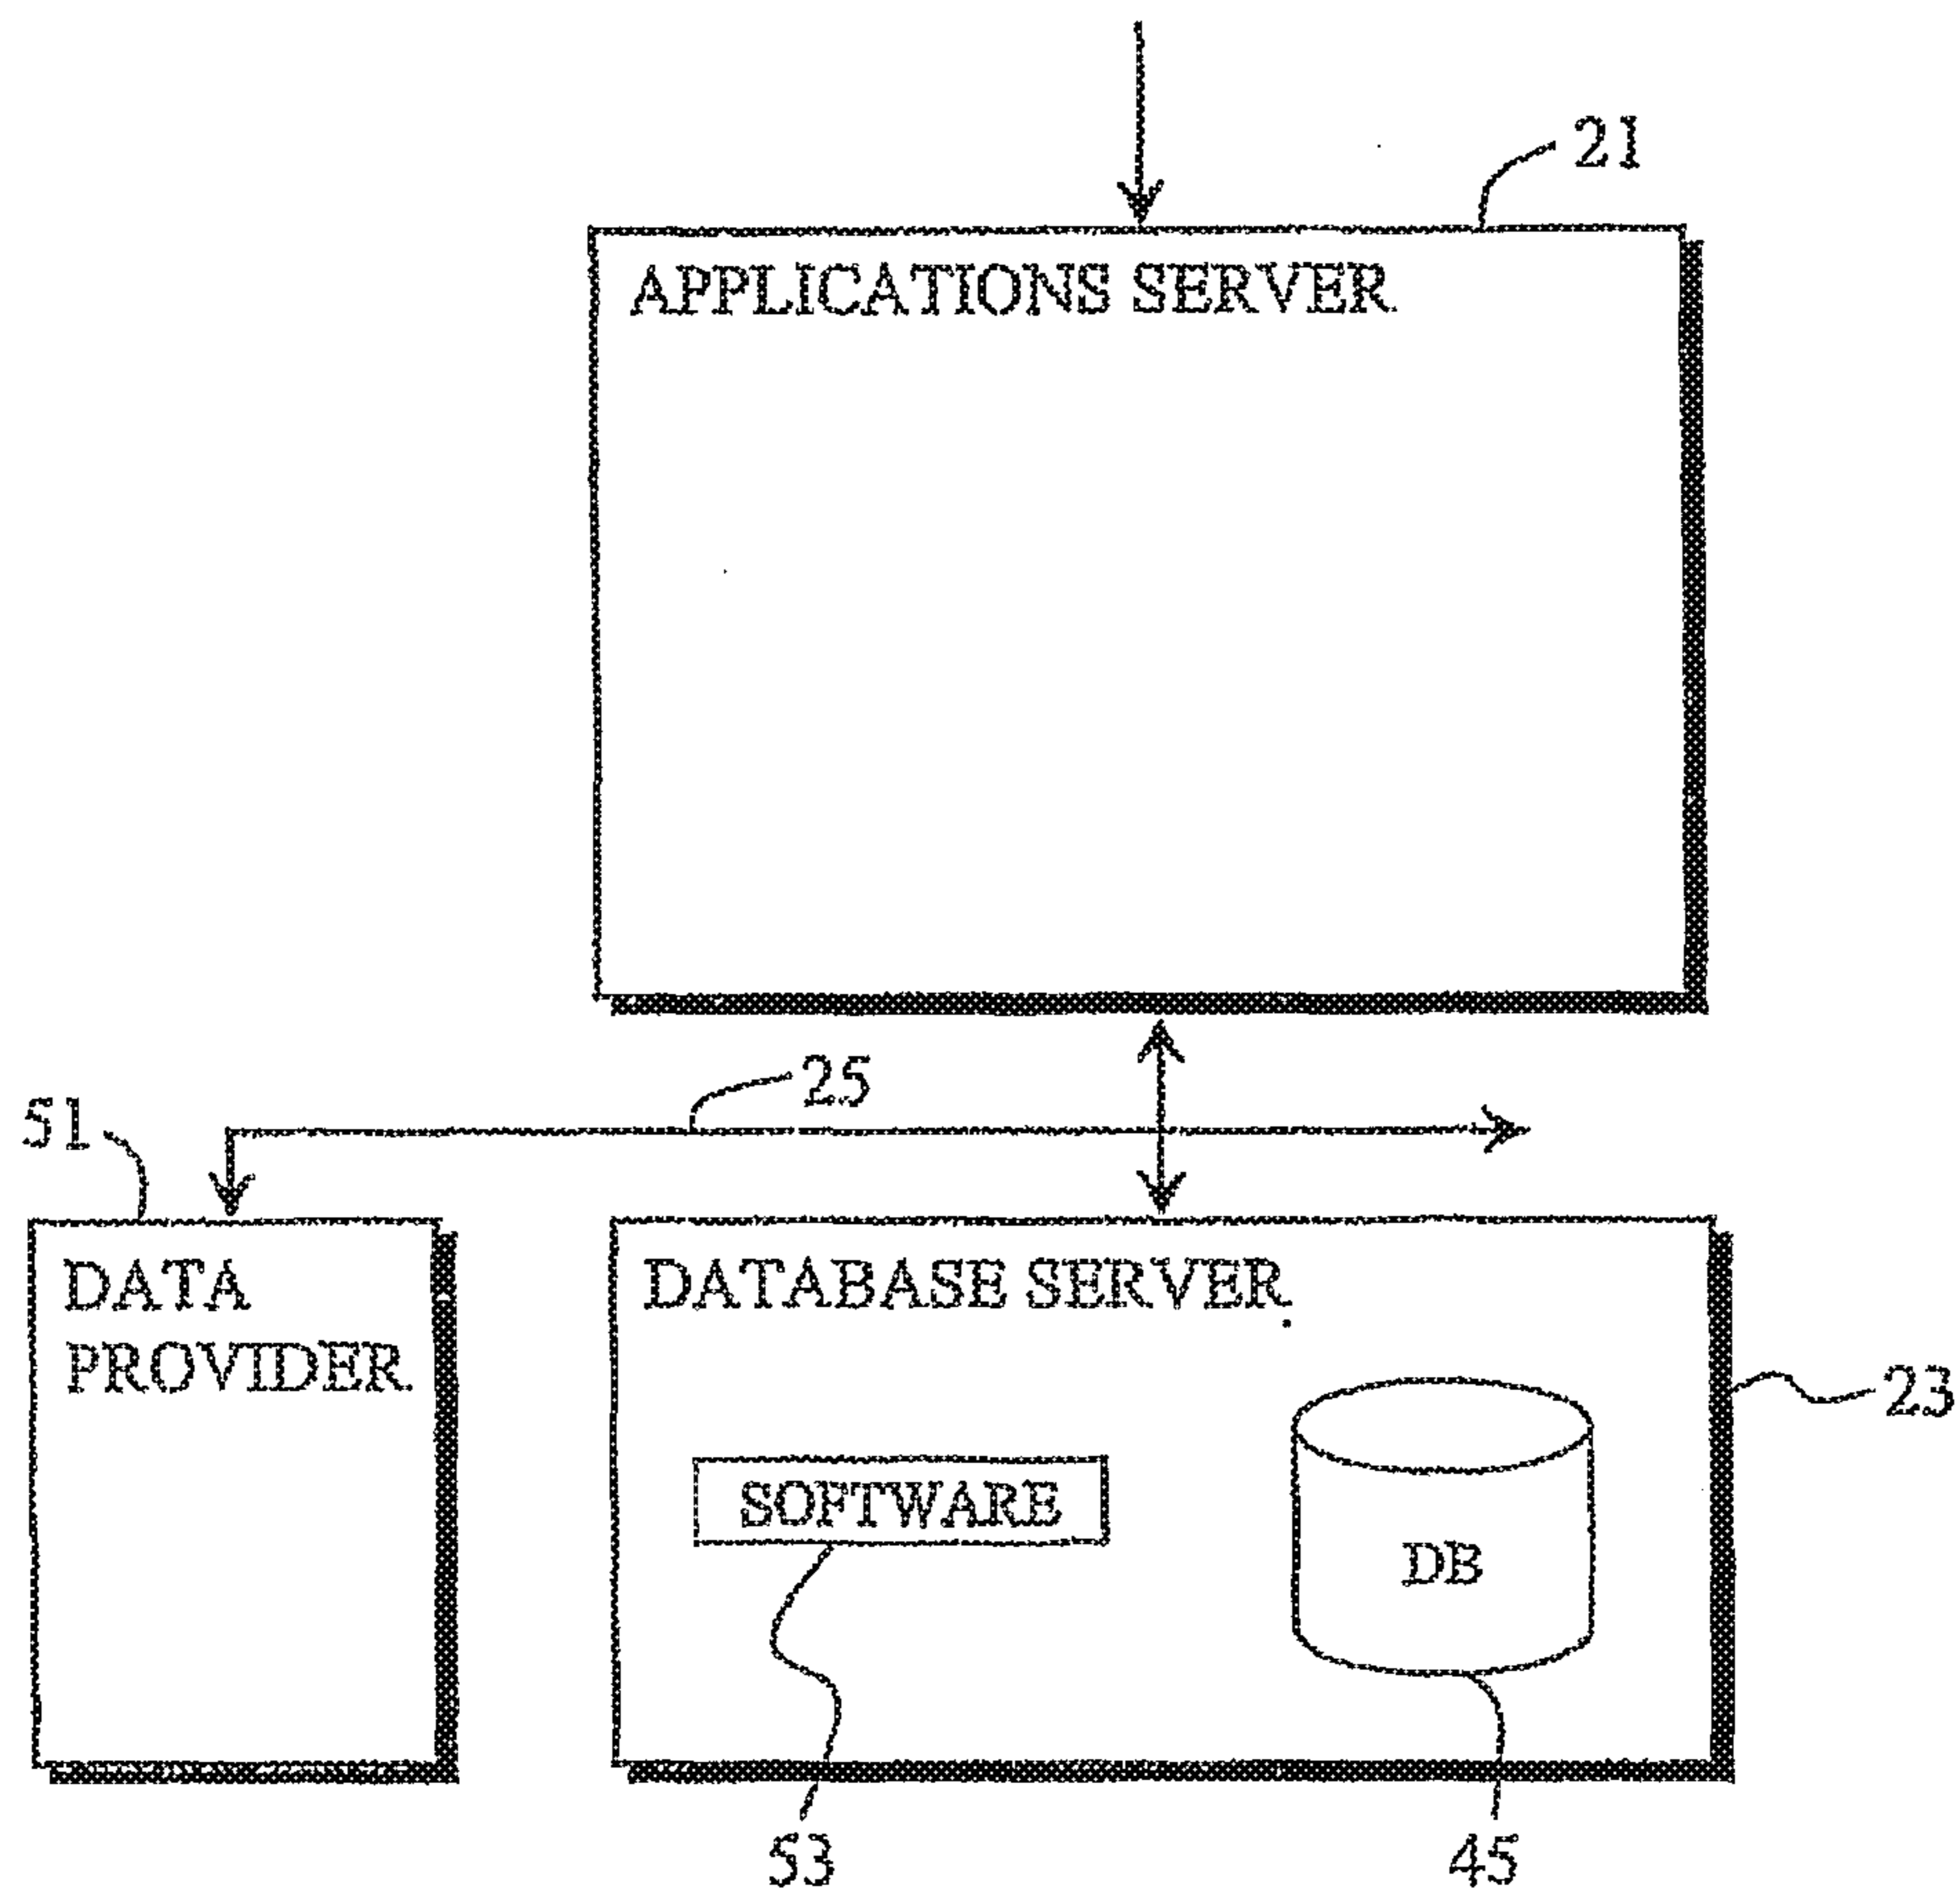 21
APPLICATIONS SERVER
25
51
DATA
PROVIDER
DATABASE SERVER
23
SOFTWARE
DB
53
45